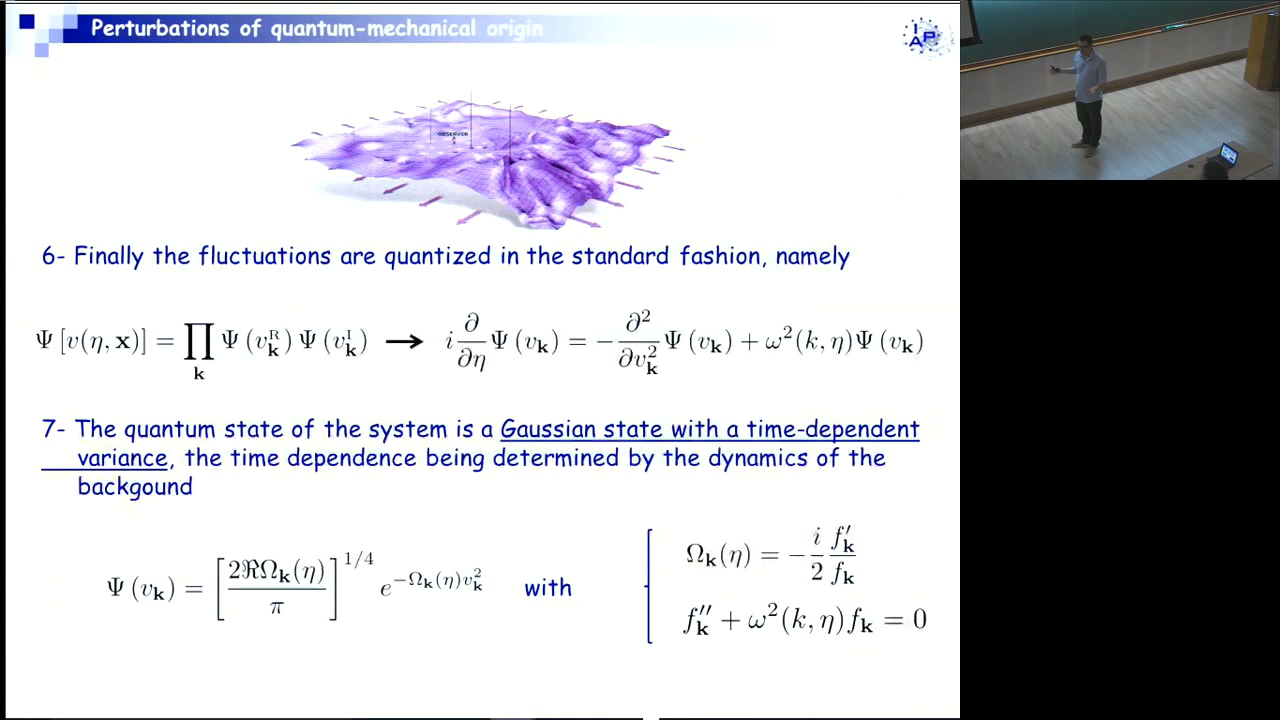 Perturbations of quantum-mechanical origin
I
AP
OBSERVER
6- Finally the fluctuations are quantized in the standard fashion, namely
Ψ [v(η, x)] = ∏_k Ψ (v_k^R) Ψ (v_k^I) → i ∂/∂η Ψ (v_k) = − ∂²/∂v_k² Ψ (v_k) + ω²(k, η)Ψ (v_k)
7- The quantum state of the system is a Gaussian state with a time-dependent
variance, the time dependence being determined by the dynamics of the
backgound
Ψ (v_k) = [2ℜΩ_k(η)/π]^{1/4} e^{−Ω_k(η)v_k²} with
Ω_k(η) = − i/2 f′_k/f_k
f″_k + ω²(k, η)f_k = 0